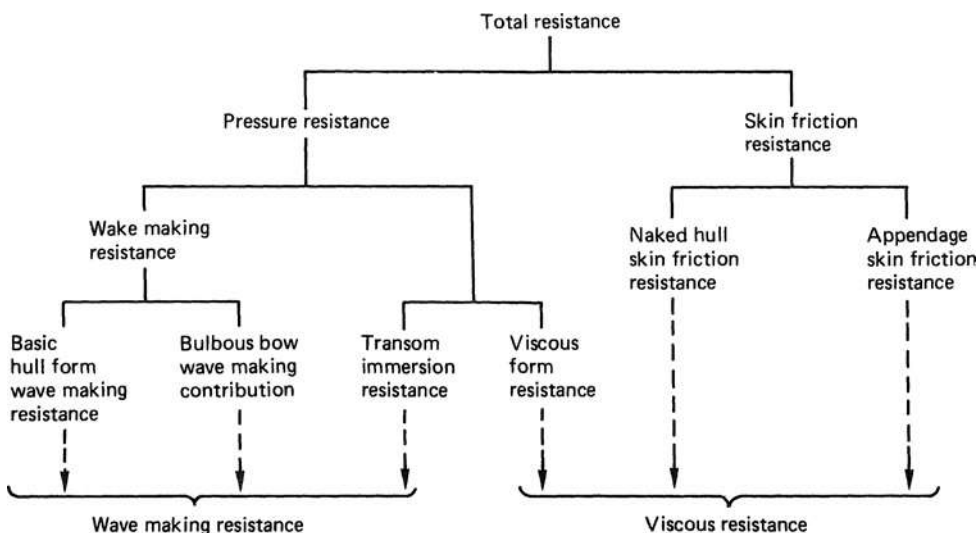 Total resistance
Pressure resistance
Skin friction
resistance
Wake making
resistance
Naked hull
skin friction
resistance
Appendage
skin friction
resistance
Basic
hull form
wave making
resistance
Bulbous bow
wave making
contribution
Transom
immersion
resistance
Viscous
form
resistance
Wave making resistance
Viscous resistance